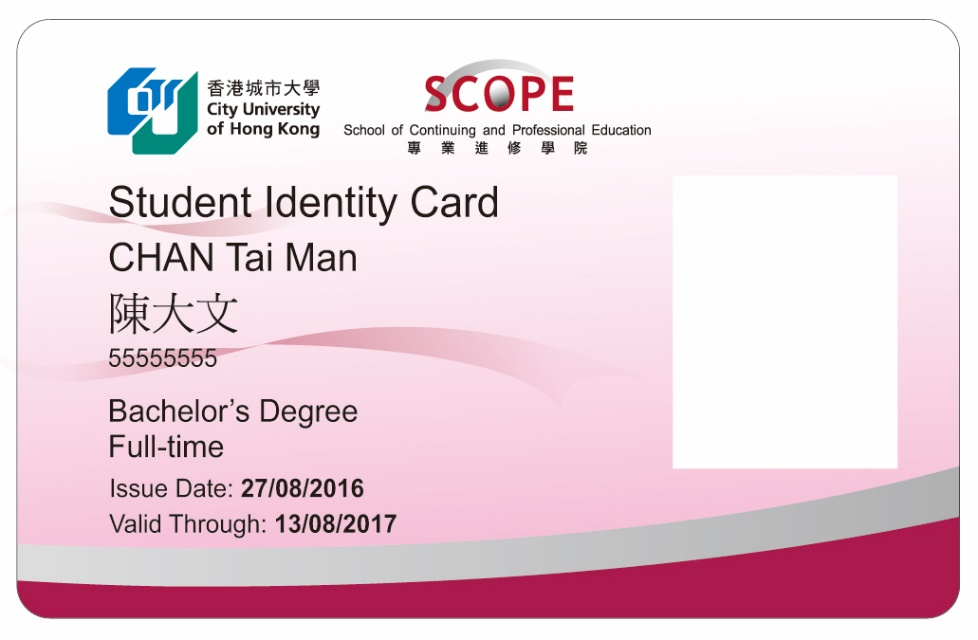 香港城市大學
City University
of Hong Kong
SCOPE
School of Continuing and Professional Education
專業進修學院
Student Identity Card
CHAN Tai Man
陳大文
55555555
Bachelor's Degree
Full-time
Issue Date: 27/08/2016
Valid Through: 13/08/2017